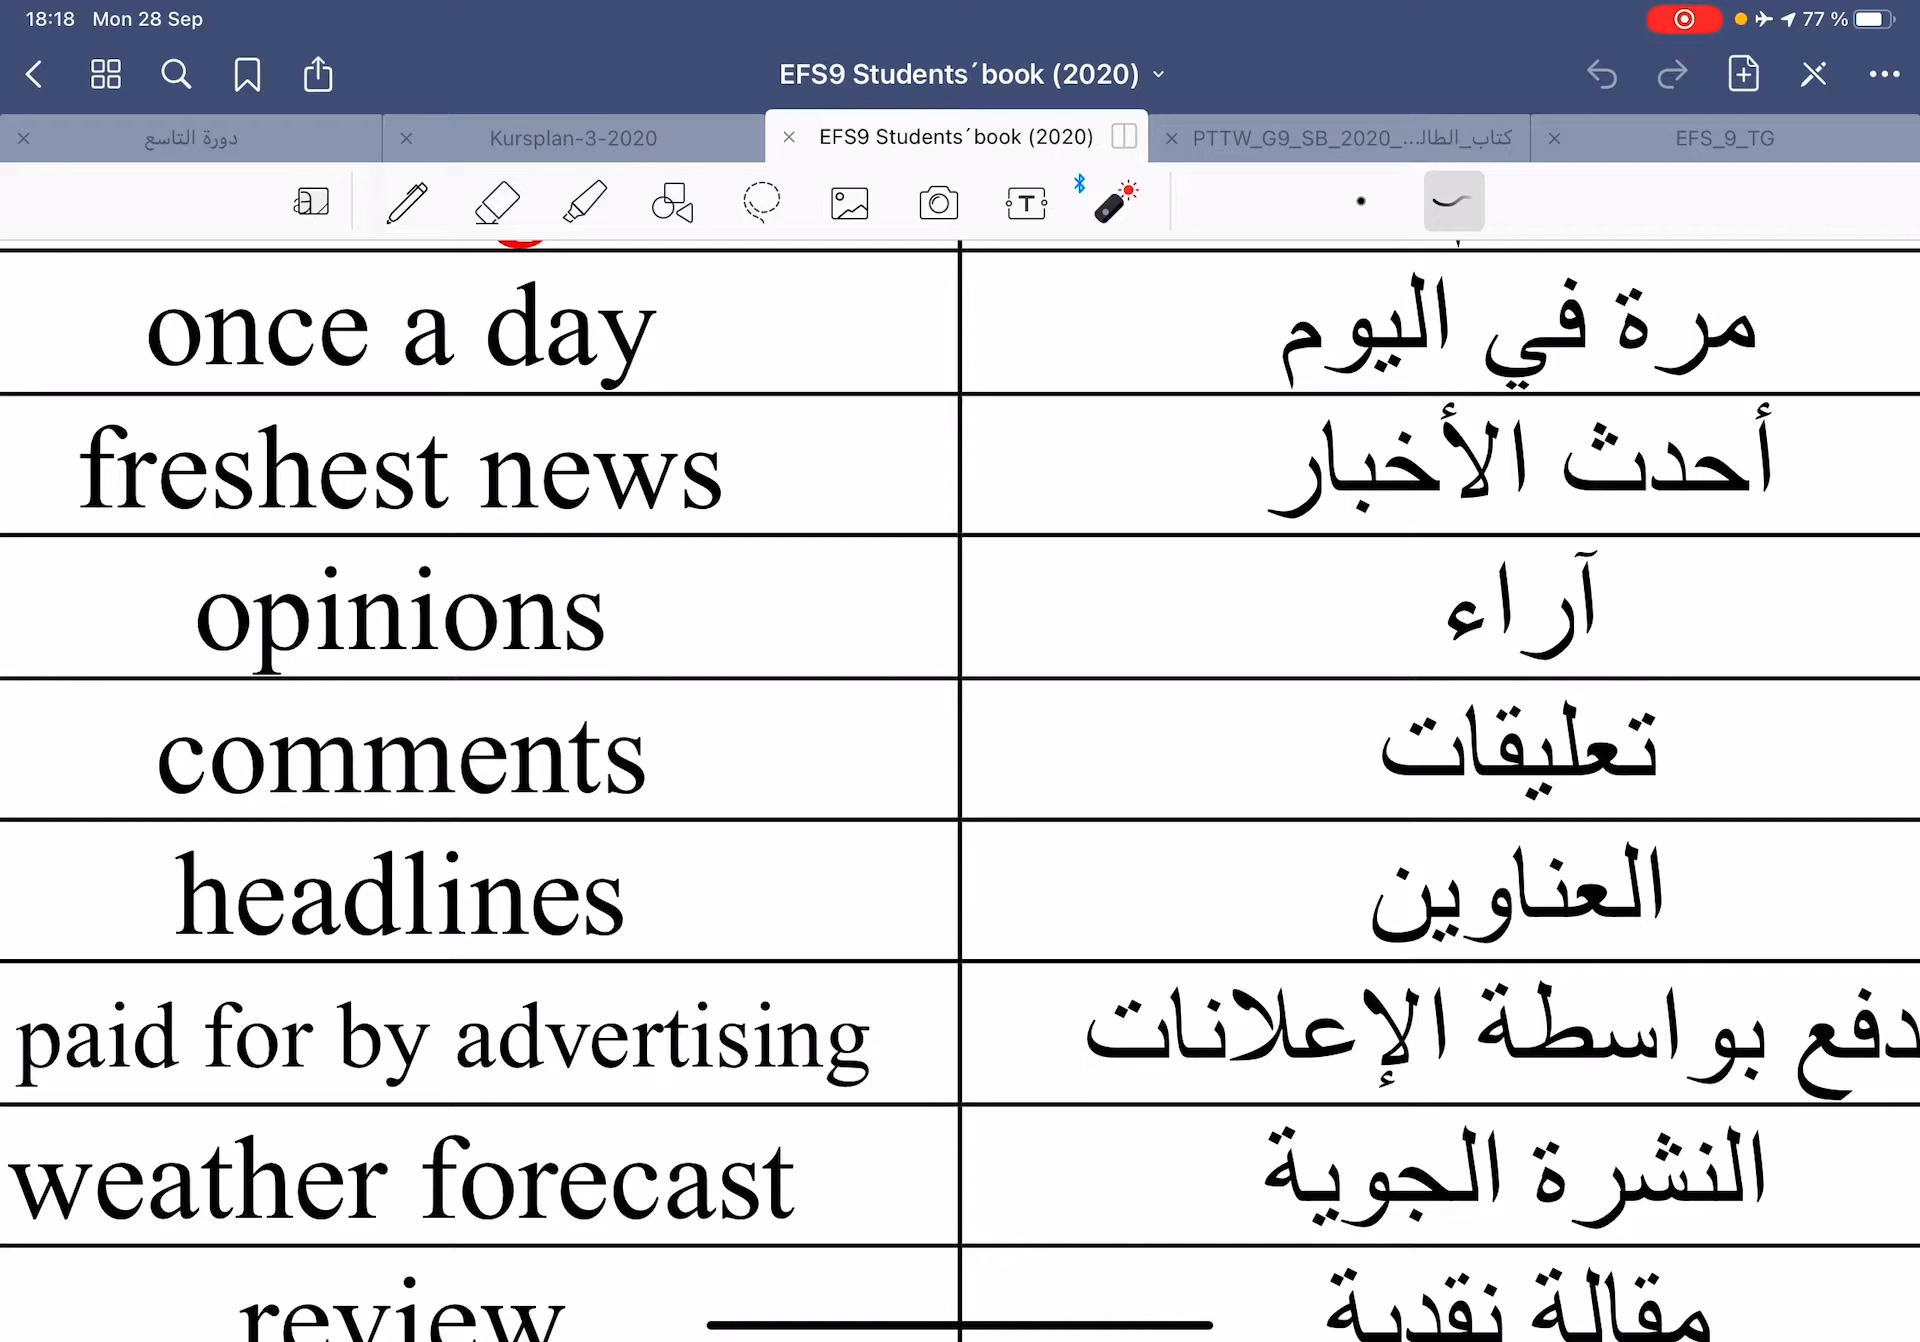 18:18 Mon 28 Sep
77 %
EFS9 Students´book (2020)
دورة التاسع
Kursplan-3-2020
EFS9 Students´book (2020)
PTTW_G9_SB_2020_...كتاب_الطال
EFS_9_TG
once a day مرة في اليوم
freshest news أحدث الأخبار
opinions آراء
comments تعليقات
headlines العناوين
paid for by advertising دفع بواسطة الإعلانات
weather forecast النشرة الجوية
review مقالة نقدية